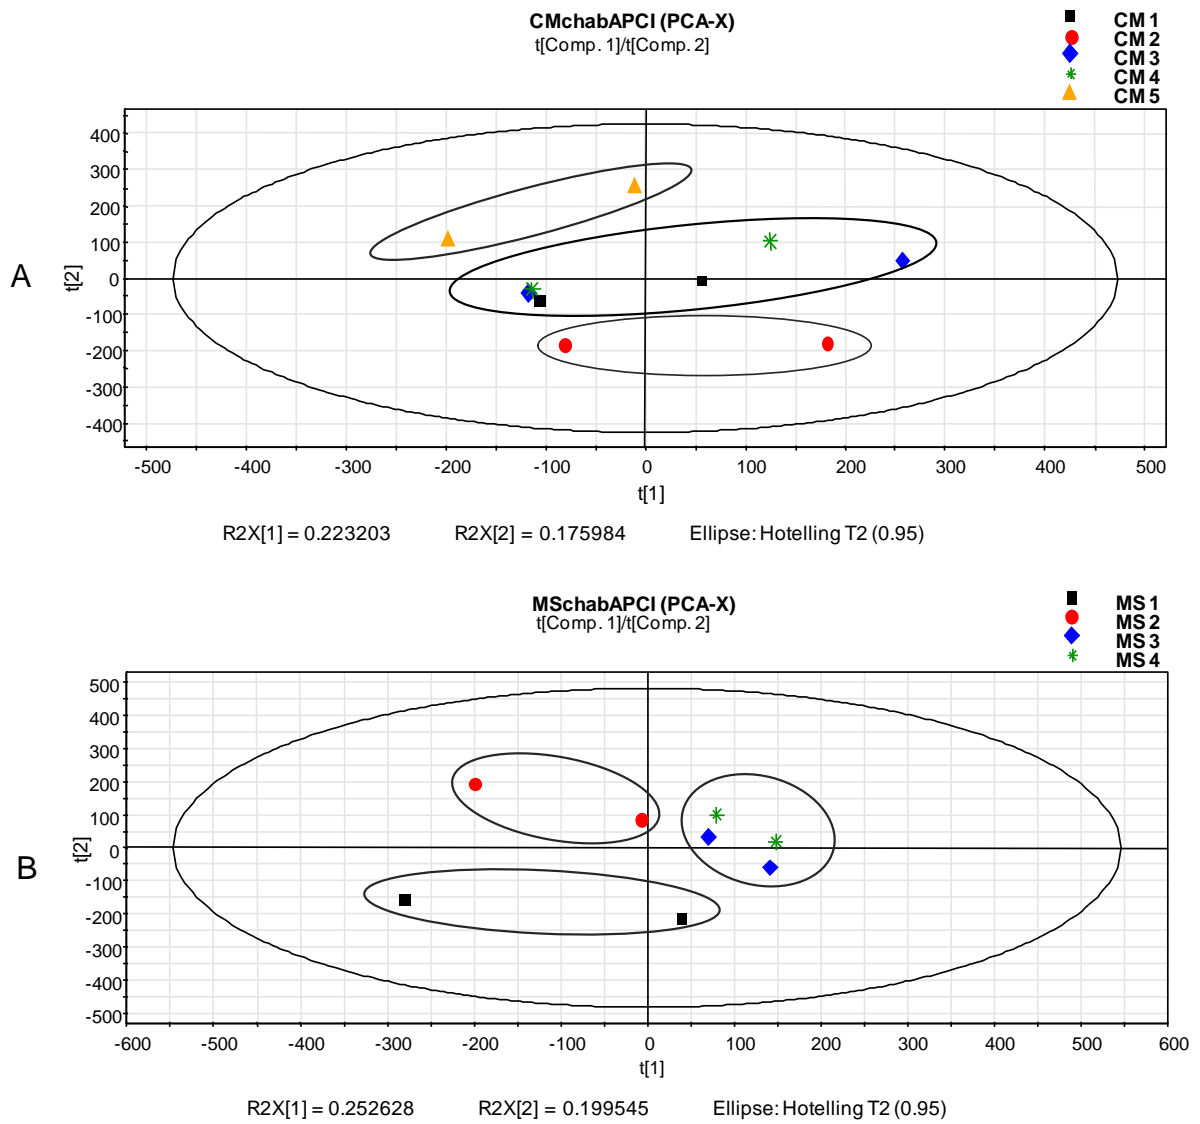 CMchabAPCI (PCA-X)
t[Comp. 1]/t[Comp. 2]
CM 1
CM 2
CM 3
CM 4
CM 5
A
t[2]
400
300
200
100
0
-100
-200
-300
-400
-500 -400 -300 -200 -100 0 100 200 300 400 500
t[1]
R2X[1] = 0.223203 R2X[2] = 0.175984 Ellipse: Hotelling T2 (0.95)
MSchabAPCI (PCA-X)
t[Comp. 1]/t[Comp. 2]
MS 1
MS 2
MS 3
MS 4
B
t[2]
500
400
300
200
100
0
-100
-200
-300
-400
-500
-600 -500 -400 -300 -200 -100 0 100 200 300 400 500 600
t[1]
R2X[1] = 0.252628 R2X[2] = 0.199545 Ellipse: Hotelling T2 (0.95)